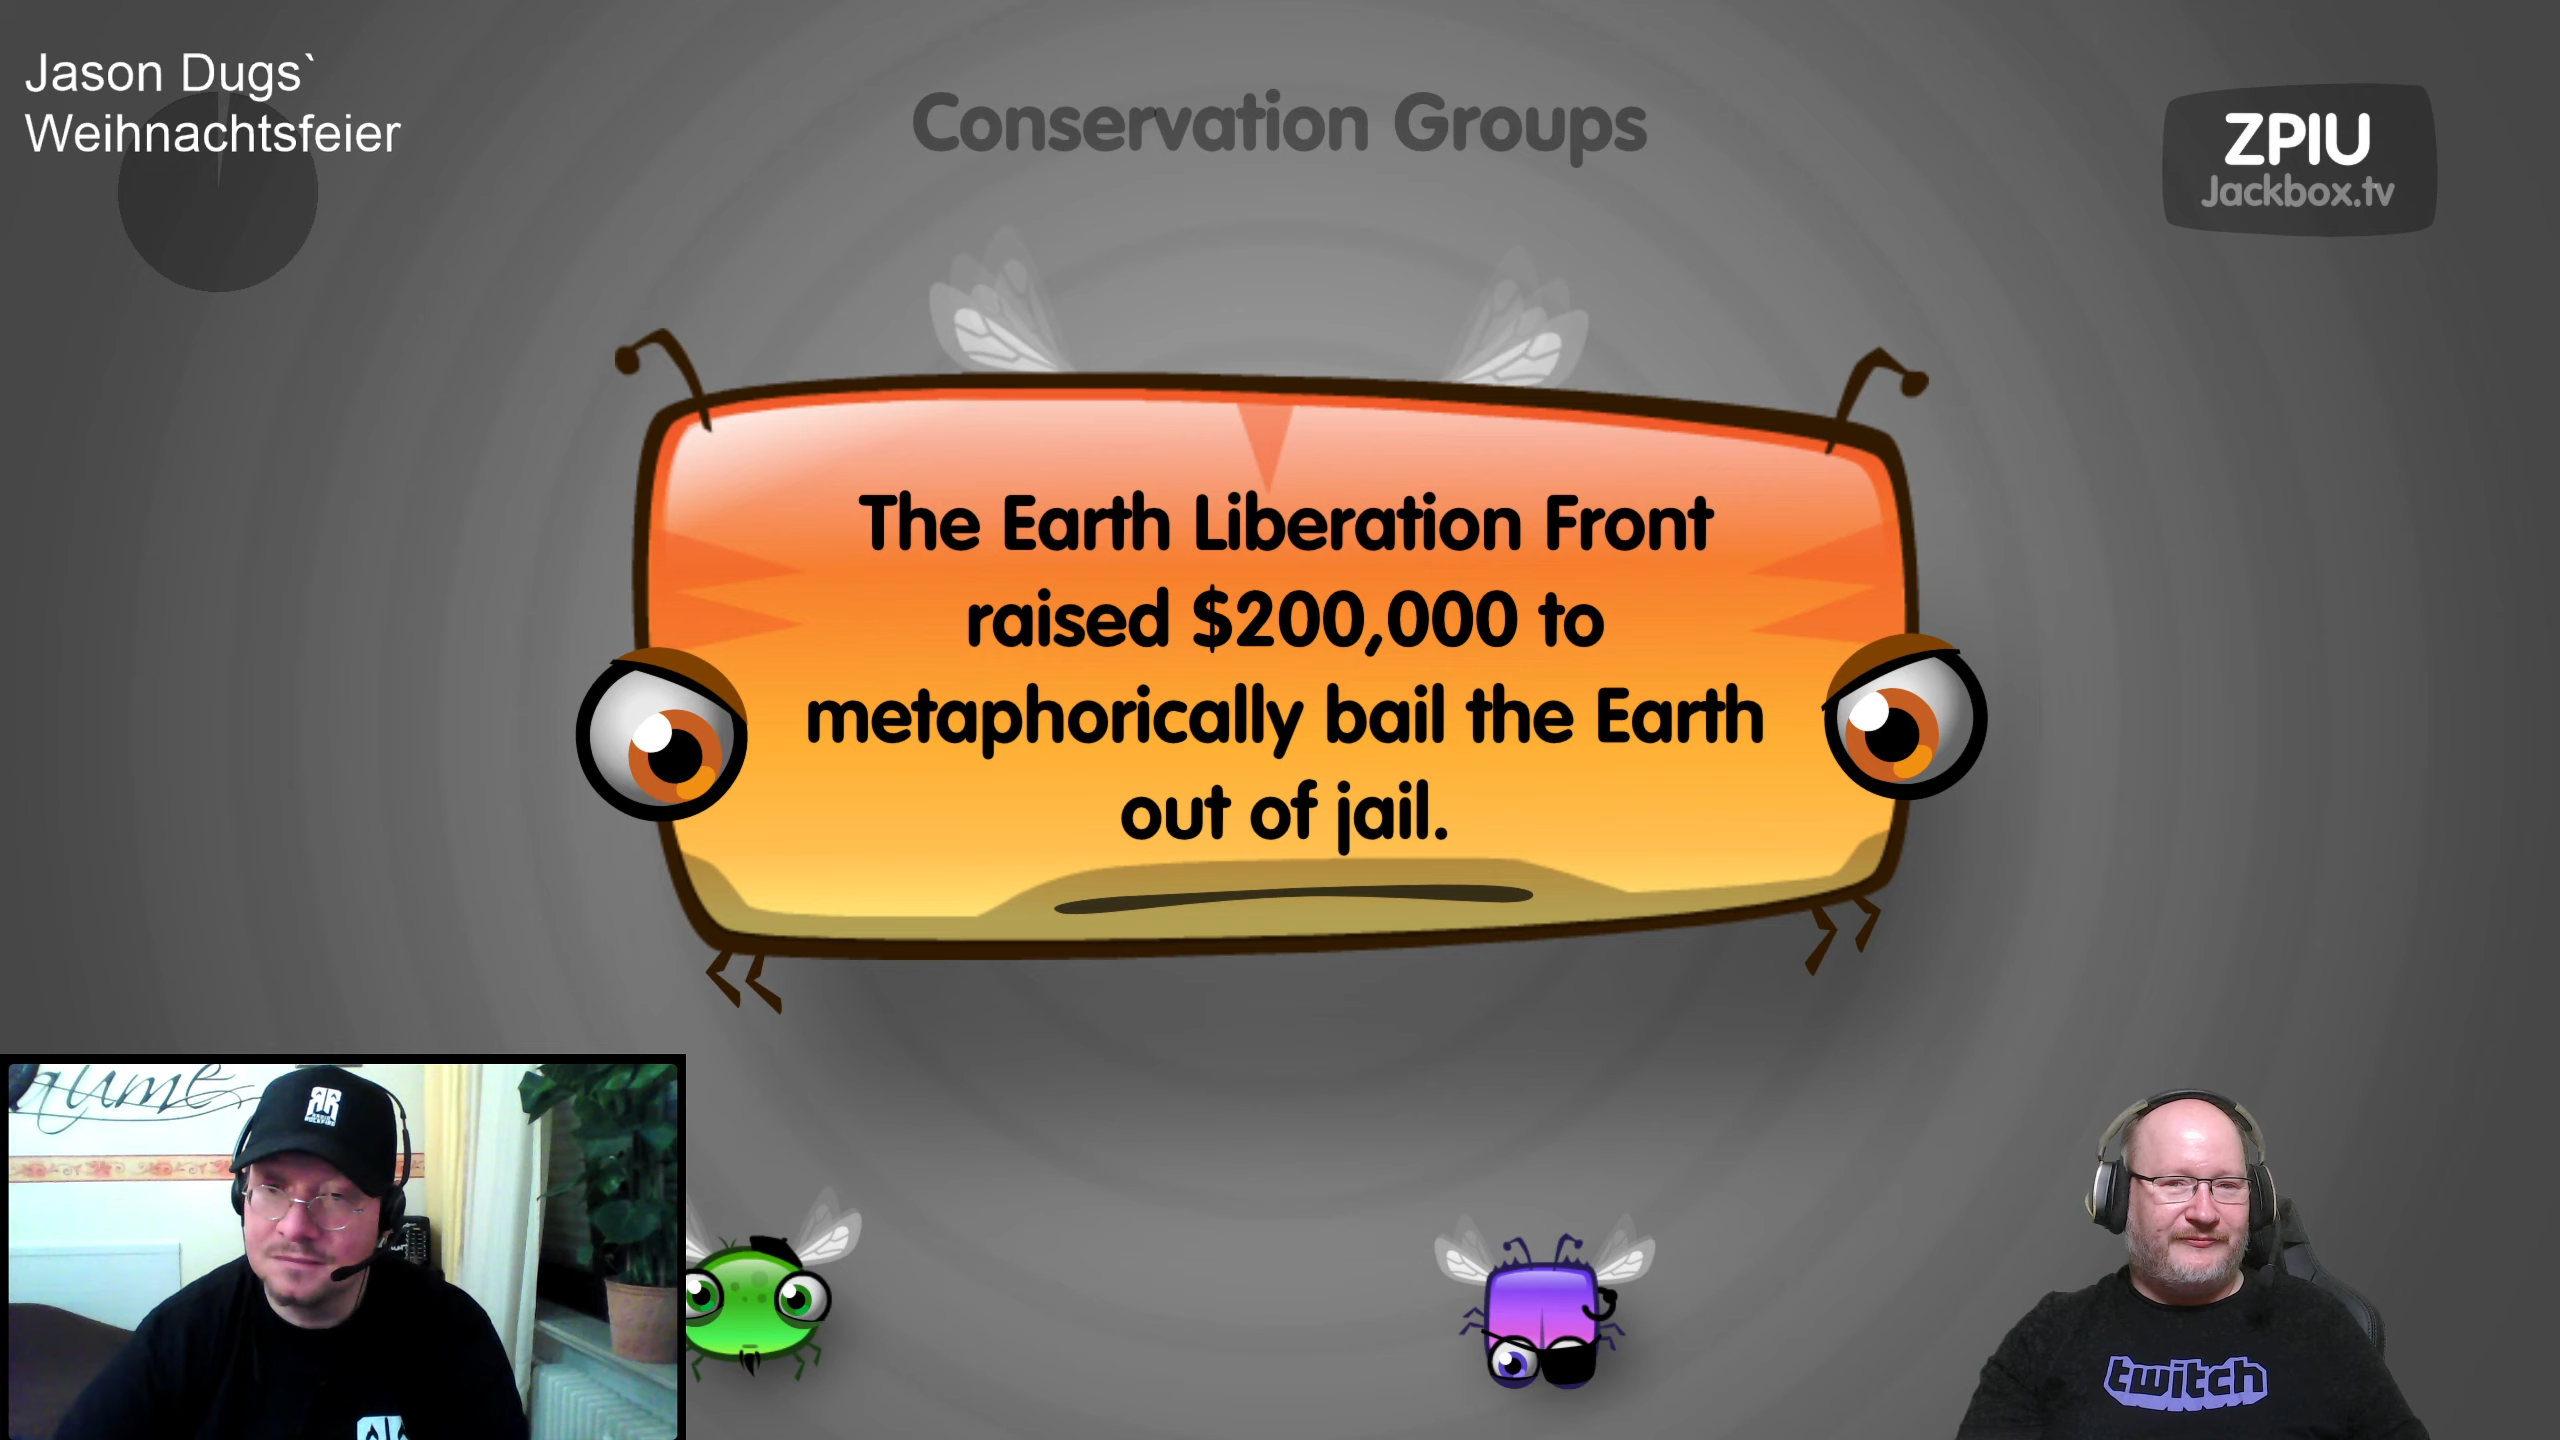 Jason Dugs`
Weihnachtsfeier
Conservation Groups
ZPIU
Jackbox.tv
The Earth Liberation Front
raised $200,000 to
metaphorically bail the Earth
out of jail.
twitch